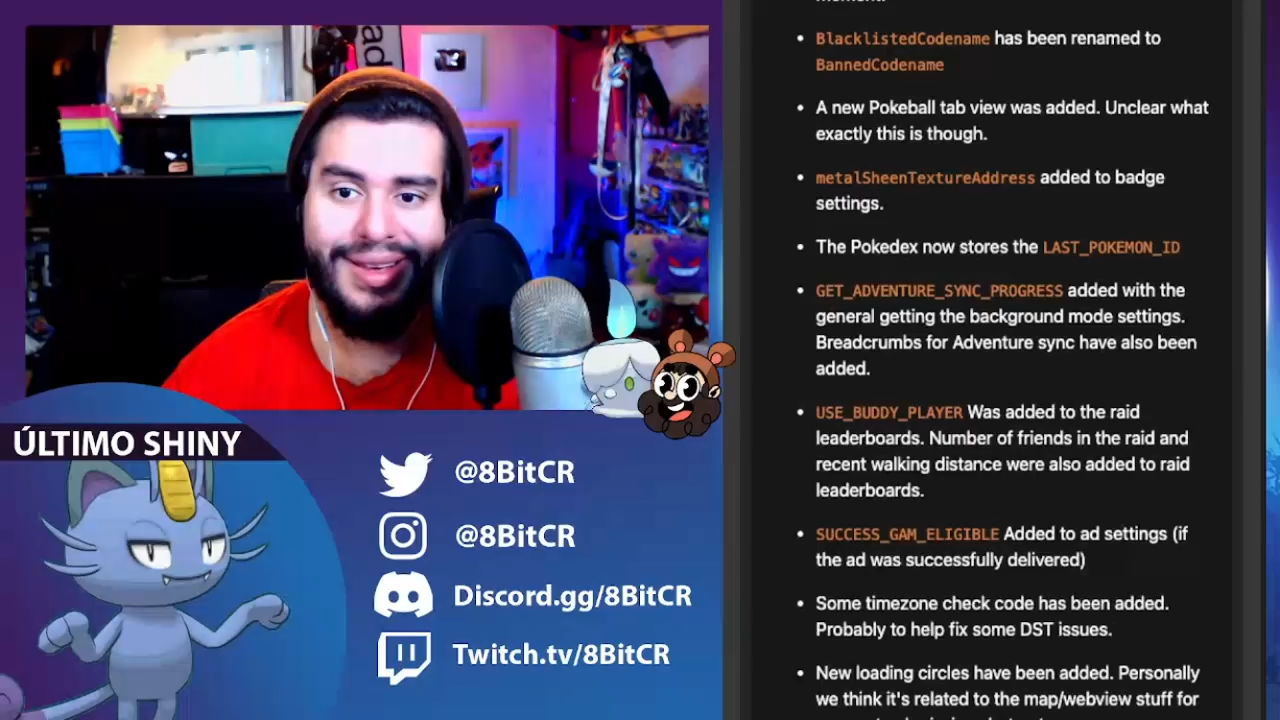 ad
ÚLTIMO SHINY
@8BitCR
@8BitCR
Discord.gg/8BitCR
Twitch.tv/8BitCR
BlacklistedCodename has been renamed to
BannedCodename
A new Pokeball tab view was added. Unclear what
exactly this is though.
metalSheenTextureAddress added to badge
settings.
The Pokedex now stores the LAST_POKEMON_ID
GET_ADVENTURE_SYNC_PROGRESS added with the
general getting the background mode settings.
Breadcrumbs for Adventure sync have also been
added.
USE_BUDDY_PLAYER Was added to the raid
leaderboards. Number of friends in the raid and
recent walking distance were also added to raid
leaderboards.
SUCCESS_GAM_ELIGIBLE Added to ad settings (if
the ad was successfully delivered)
Some timezone check code has been added.
Probably to help fix some DST issues.
New loading circles have been added. Personally
we think it's related to the map/webview stuff for